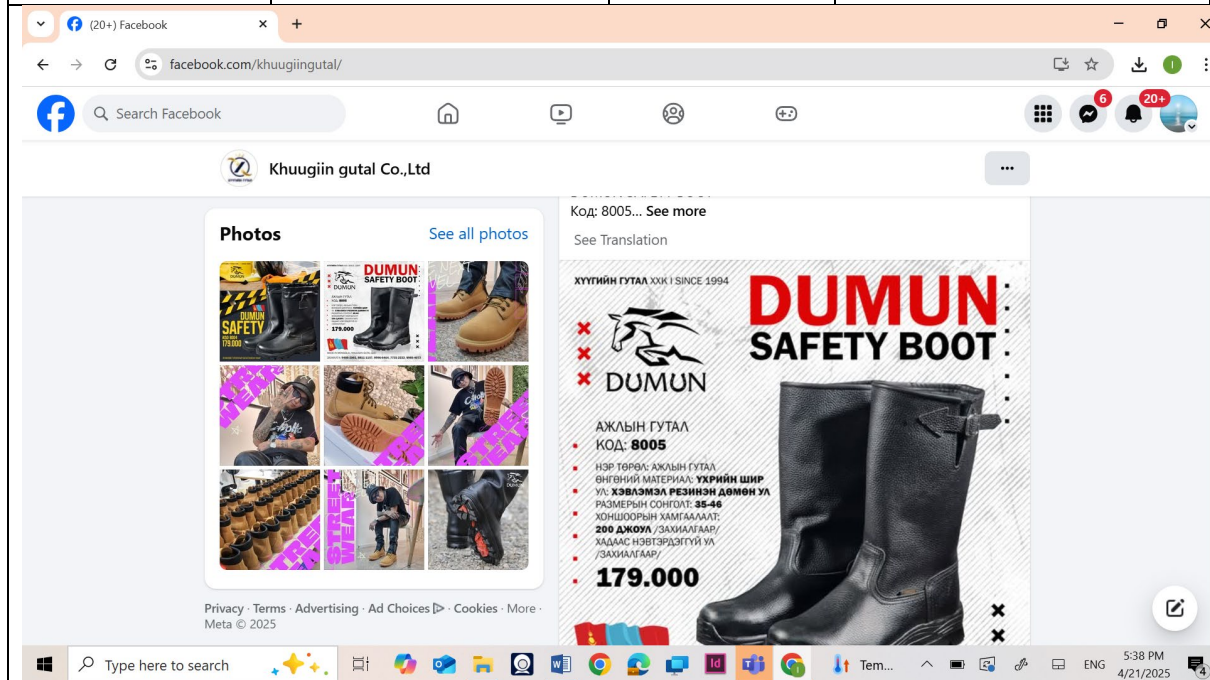 (20+) Facebook
facebook.com/khuugiingutal/
Search Facebook
6
20+
Khuugiin gutal Co.,Ltd
Photos
See all photos
DUMUN
DUMUN
SAFETY
179.000
DUMUN
SAFETY BOOT
DUMUN
179.000
STREET
WEAR
Privacy · Terms · Advertising · Ad Choices · Cookies · More ·
Meta © 2025
Код: 8005... See more
See Translation
ХҮҮГИЙН ГУТАЛ ХХК I SINCE 1994
DUMUN
SAFETY BOOT
DUMUN
АЖЛЫН ГУТАЛ
КОД: 8005
НЭР ТӨРӨЛ: АЖЛЫН ГУТАЛ
ӨНГӨНИЙ МАТЕРИАЛ: ҮХРИЙН ШИР
УЛ: ХЭВЛЭМЭЛ РЕЗИНЭН ДӨМӨН УЛ
РАЗМЕРЫН СОНГОЛТ: 35-46
ХОНШООРЫН ХАМГААЛАЛТ:
200 ДЖОУЛ /ЗАХИАЛГААР/
ХАДААС НЭВТЭРДЭГГҮЙ УЛ
/ЗАХИАЛГААР/
179.000
Type here to search
Tem...
ENG
5:38 PM
4/21/2025
4